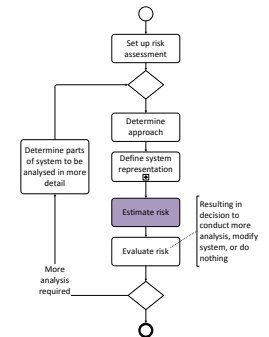 Set up risk
assessment
Determine
approach
Determine parts
of system to be
analysed in more
detail
Define system
representation
Estimate risk
Resulting in
decision to
conduct more
analysis, modify
system, or do
nothing
Evaluate risk
More
analysis
required